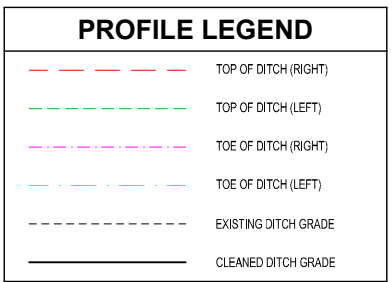 PROFILE LEGEND
TOP OF DITCH (RIGHT)
TOP OF DITCH (LEFT)
TOE OF DITCH (RIGHT)
TOE OF DITCH (LEFT)
EXISTING DITCH GRADE
CLEANED DITCH GRADE